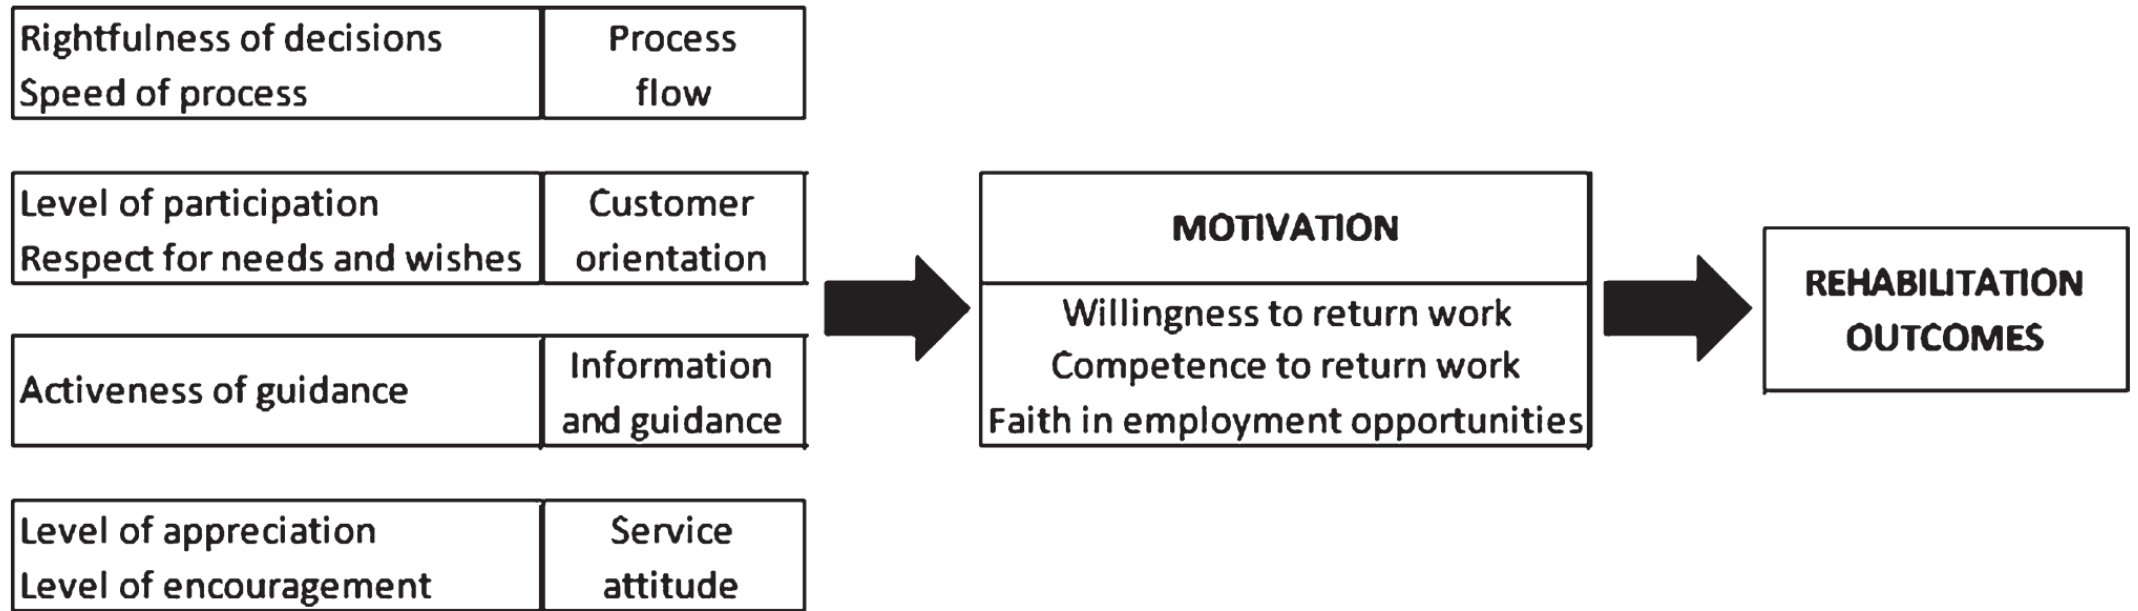 Rightfulness of decisions
Speed of process
Process
flow
Level of participation
Respect for needs and wishes
Customer
orientation
Activeness of guidance
Information
and guidance
Level of appreciation
Level of encouragement
Service
attitude
MOTIVATION
Willingness to return work
Competence to return work
Faith in employment opportunities
REHABILITATION
OUTCOMES